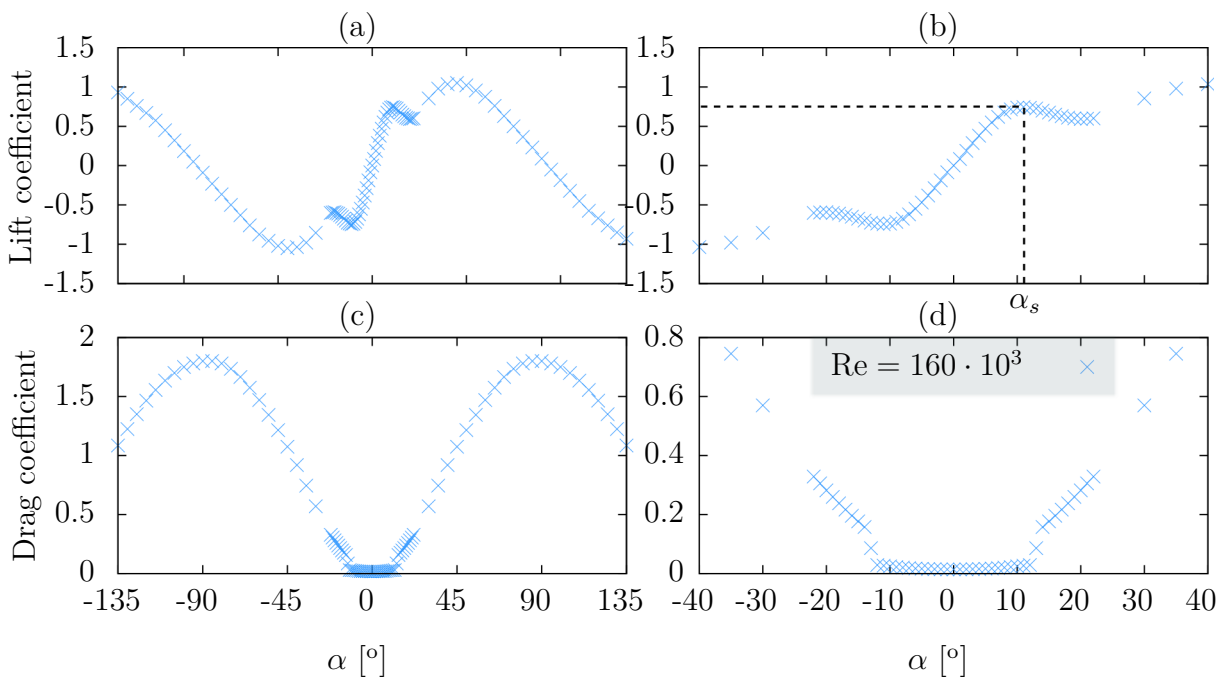 (a)
(b)
Lift coefficient
1.5
1
0.5
0
-0.5
-1
-1.5
1.5
1
0.5
0
-0.5
-1
-1.5
αₛ
(c)
(d)
Drag coefficient
2
1.5
1
0.5
0
0.8
0.6
0.4
0.2
0
Re = 160 · 10³
-135 -90 -45 0 45 90 135
-40 -30 -20 -10 0 10 20 30 40
α [º]
α [º]